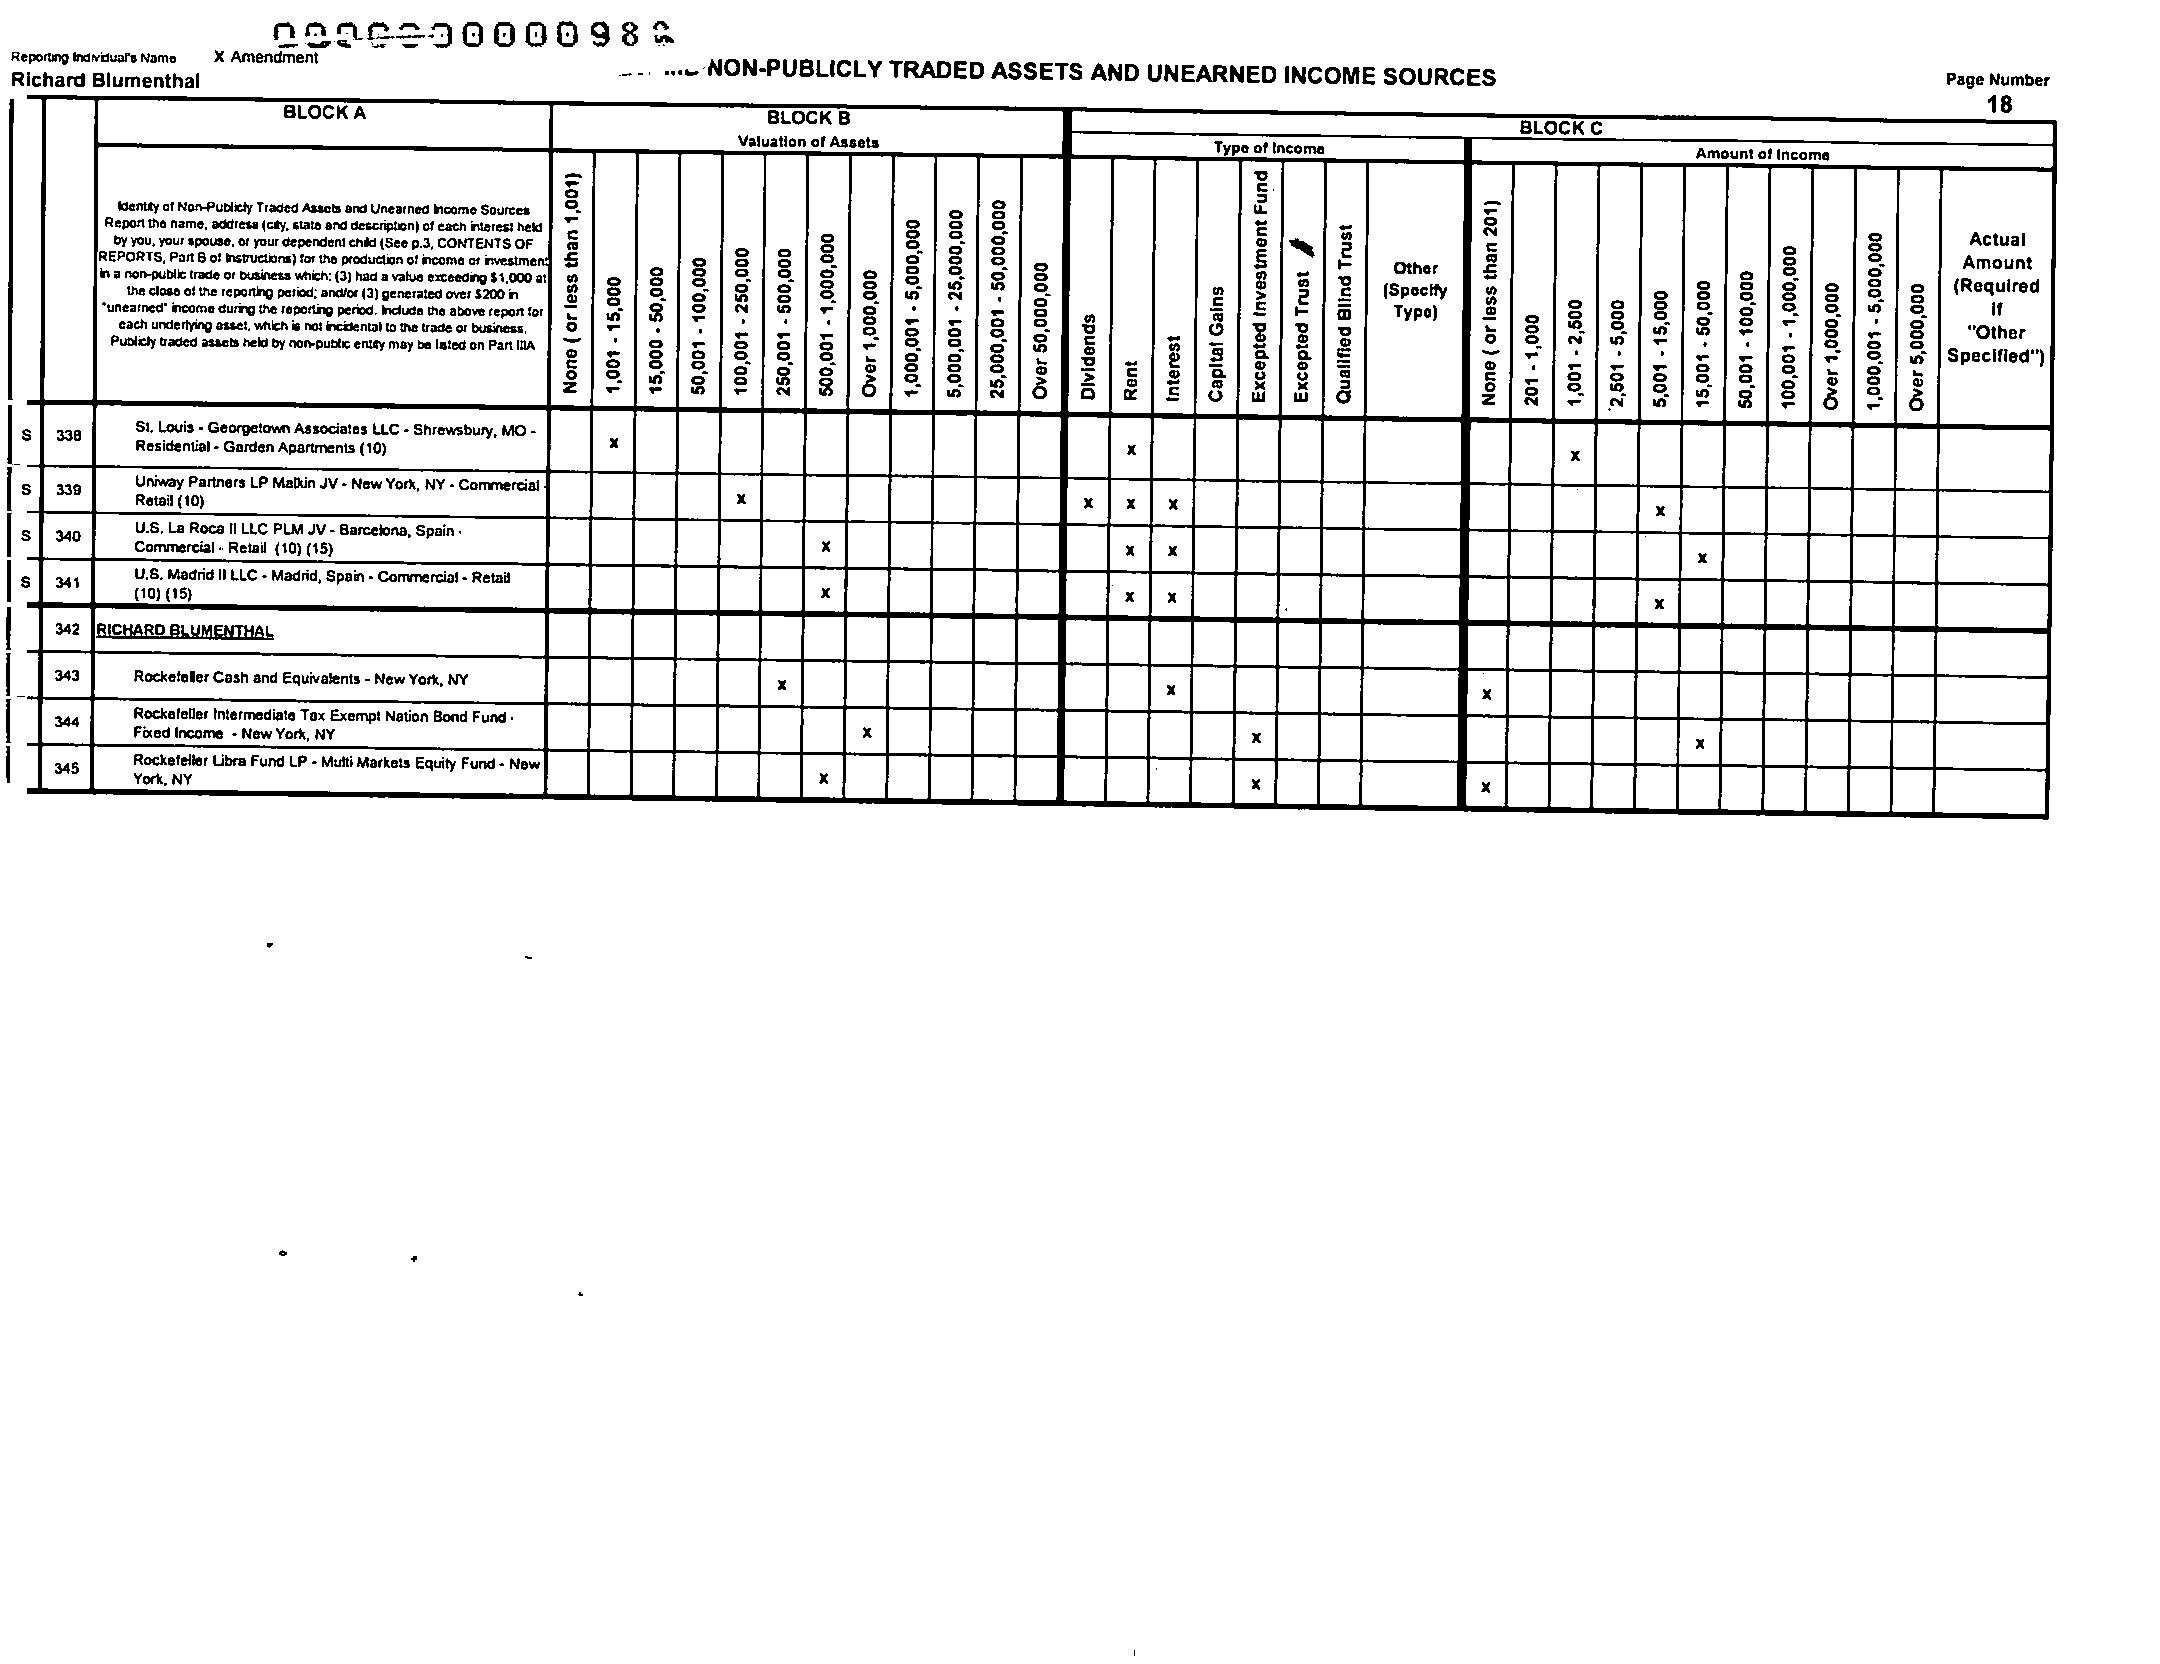 Reporting Individual's Name X Amendment
Richard Blumenthal
NON-PUBLICLY TRADED ASSETS AND UNEARNED INCOME SOURCES
Page Number
18
BLOCK A
BLOCK B
BLOCK C
Valuation of Assets
Type of Income
Amount of Income
Identity of Non-Publicly Traded Assets and Unearned Income Sources
Report the name, address (city, state and description) of each interest held
by you, your spouse, or your dependent child (See p.3, CONTENTS OF
REPORTS, Part B of Instructions) for the production of income or investment
in a non-public trade or business which: (3) had a value exceeding $1,000 at
the close of the reporting period; and/or (3) generated over $200 in
"unearned" income during the reporting period. Include the above report for
each underlying asset, which is not incidental to the trade or business.
Publicly traded assets held by non-public entity may be listed on Part IIIA
None ( or less than 1,001)
1,001 - 15,000
15,000 - 50,000
50,001 - 100,000
100,001 - 250,000
250,001 - 500,000
500,001 - 1,000,000
Over 1,000,000
1,000,001 - 5,000,000
5,000,001 - 25,000,000
25,000,001 - 50,000,000
Over 50,000,000
Dividends
Rent
Interest
Capital Gains
Excepted Investment Fund
Excepted Trust
Qualified Blind Trust
Other
(Specify
Type)
None ( or less than 201)
201 - 1,000
1,001 - 2,500
2,501 - 5,000
5,001 - 15,000
15,001 - 50,000
50,001 - 100,000
100,001 - 1,000,000
Over 1,000,000
1,000,001 - 5,000,000
Over 5,000,000
Actual
Amount
(Required
if
"Other
Specified")
S 338 St. Louis - Georgetown Associates LLC - Shrewsbury, MO -
Residential - Garden Apartments (10) x x x
S 339 Uniway Partners LP Malkin JV - New York, NY - Commercial -
Retail (10) x x x x x
S 340 U.S. La Roca II LLC PLM JV - Barcelona, Spain -
Commercial - Retail (10) (15) x x x x
S 341 U.S. Madrid II LLC - Madrid, Spain - Commercial - Retail
(10) (15) x x x x
342 RICHARD BLUMENTHAL
343 Rockefeller Cash and Equivalents - New York, NY x x x
344 Rockefeller Intermediate Tax Exempt Nation Bond Fund -
Fixed Income - New York, NY x x x
345 Rockefeller Libra Fund LP - Multi Markets Equity Fund - New
York, NY x x x